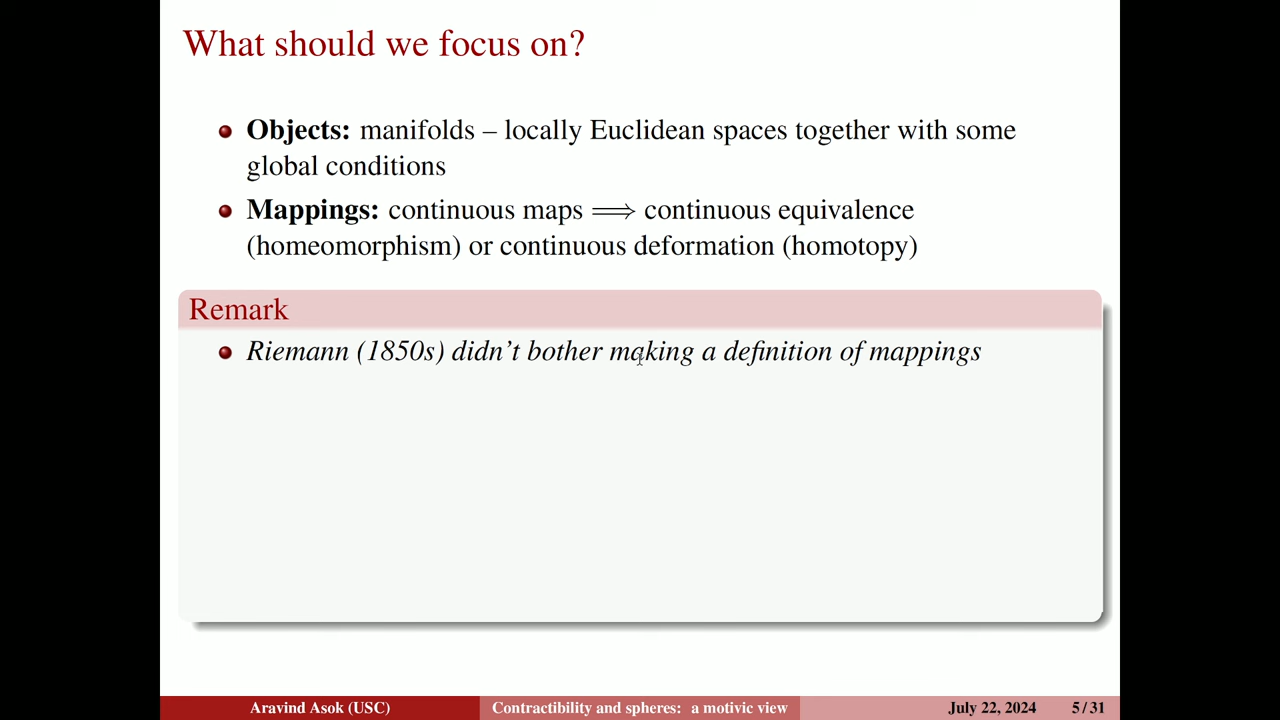 What should we focus on?
Objects: manifolds – locally Euclidean spaces together with some
global conditions
Mappings: continuous maps ⟹ continuous equivalence
(homeomorphism) or continuous deformation (homotopy)
Remark
Riemann (1850s) didn't bother making a definition of mappings
Aravind Asok (USC) Contractibility and spheres: a motivic view July 22, 2024 5 / 31